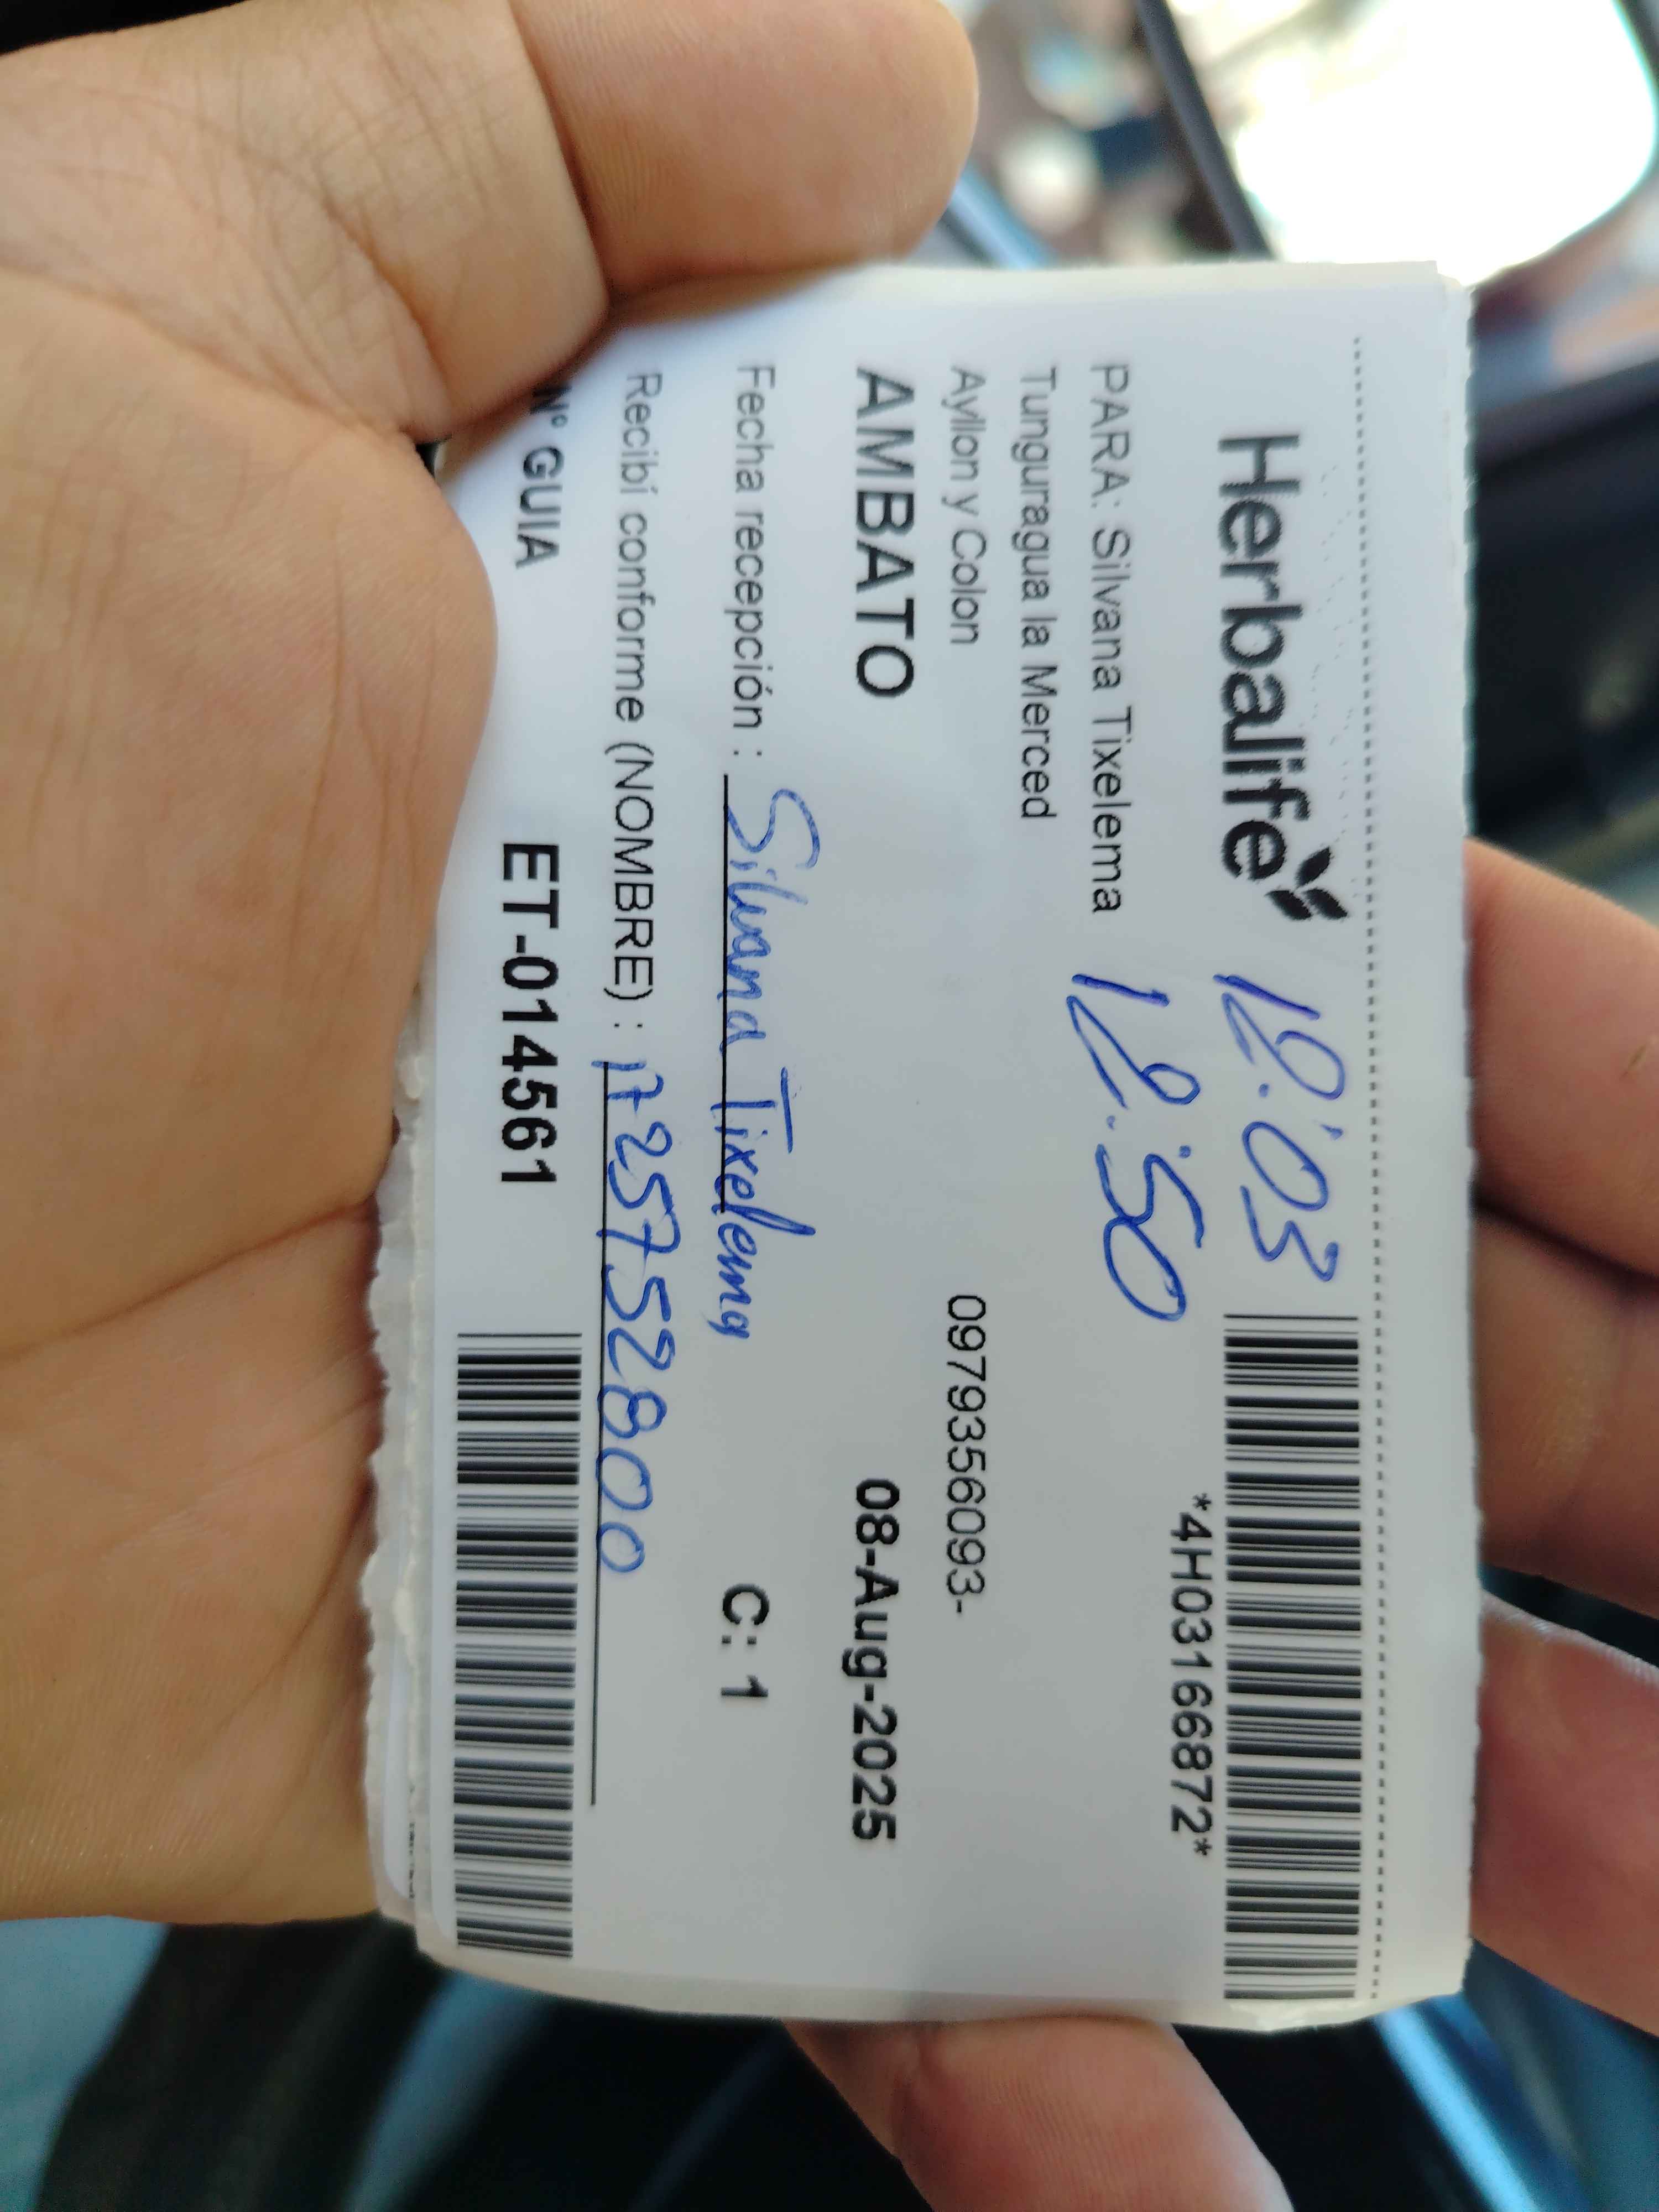 Herbalife
12:03
*4H03166872*
PARA: Silvana Tixelema
12:50
Tunguragua la Merced
Ayllon y Colon
0979356093-
AMBATO
08-Aug-2025
Fecha recepción : Silvana Tixelema
C: 1
Recibí conforme (NOMBRE) : 1725752800
N° GUIA ET-014561